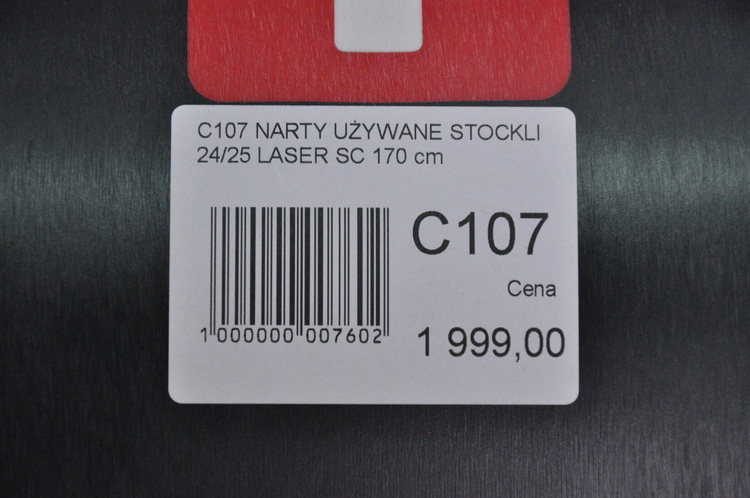 C107 NARTY UŻYWANE STOCKLI
24/25 LASER SC 170 cm
C107
Cena
1 999,00
1 000000 007602